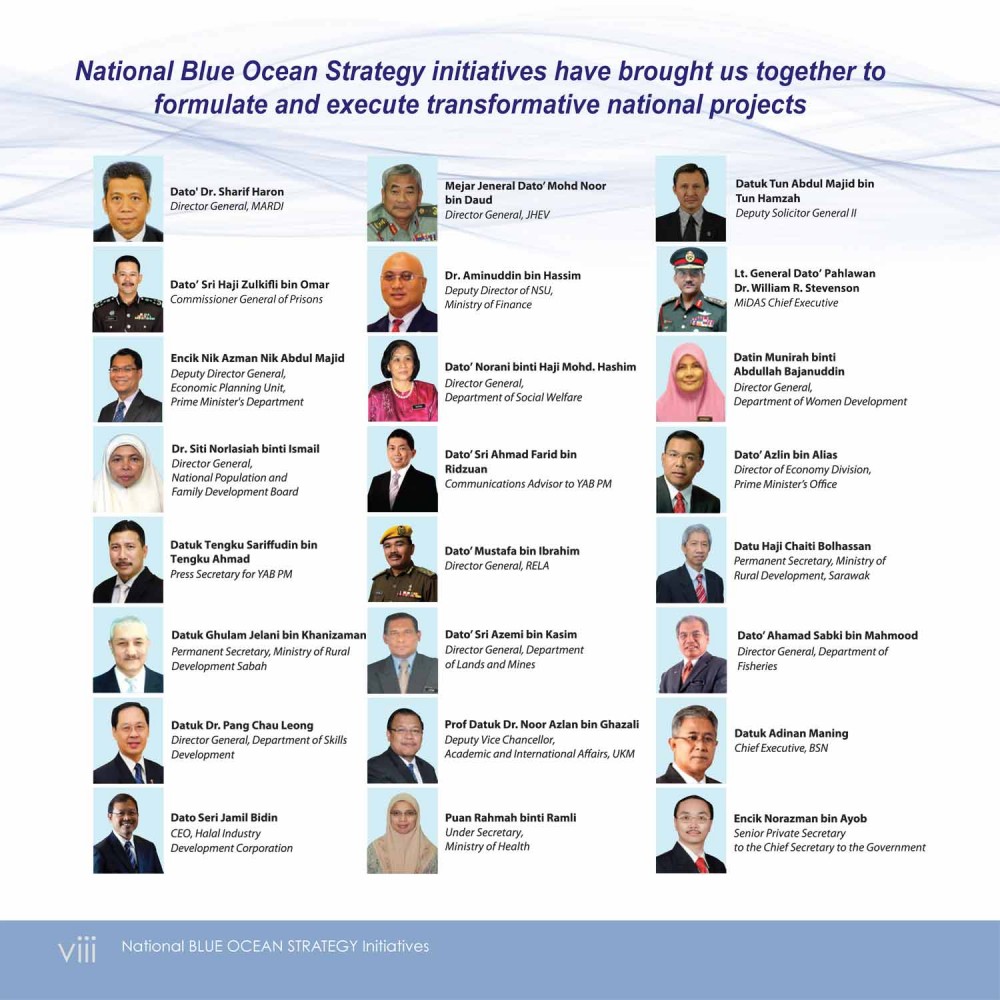 National Blue Ocean Strategy initiatives have brought us together to
formulate and execute transformative national projects
Dato' Dr. Sharif Haron
Director General, MARDI
Mejar Jeneral Dato’ Mohd Noor
bin Daud
Director General, JHEV
Datuk Tun Abdul Majid bin
Tun Hamzah
Deputy Solicitor General II
Dato’ Sri Haji Zulkifli bin Omar
Commissioner General of Prisons
Dr. Aminuddin bin Hassim
Deputy Director of NSU,
Ministry of Finance
Lt. General Dato’ Pahlawan
Dr. William R. Stevenson
MiDAS Chief Executive
Encik Nik Azman Nik Abdul Majid
Deputy Director General,
Economic Planning Unit,
Prime Minister's Department
Dato’ Norani binti Haji Mohd. Hashim
Director General,
Department of Social Welfare
Datin Munirah binti
Abdullah Bajanuddin
Director General,
Department of Women Development
Dr. Siti Norlasiah binti Ismail
Director General,
National Population and
Family Development Board
Dato’ Sri Ahmad Farid bin
Ridzuan
Communications Advisor to YAB PM
Dato’ Azlin bin Alias
Director of Economy Division,
Prime Minister’s Office
Datuk Tengku Sariffudin bin
Tengku Ahmad
Press Secretary for YAB PM
Dato’ Mustafa bin Ibrahim
Director General, RELA
Datu Haji Chaiti Bolhassan
Permanent Secretary, Ministry of
Rural Development, Sarawak
Datuk Ghulam Jelani bin Khanizaman
Permanent Secretary, Ministry of Rural
Development Sabah
Dato’ Sri Azemi bin Kasim
Director General, Department
of Lands and Mines
Dato’ Ahamad Sabki bin Mahmood
Director General, Department of
Fisheries
Datuk Dr. Pang Chau Leong
Director General, Department of Skills
Development
Prof Datuk Dr. Noor Azlan bin Ghazali
Deputy Vice Chancellor,
Academic and International Affairs, UKM
Datuk Adinan Maning
Chief Executive, BSN
Dato Seri Jamil Bidin
CEO, Halal Industry
Development Corporation
Puan Rahmah binti Ramli
Under Secretary,
Ministry of Health
Encik Norazman bin Ayob
Senior Private Secretary
to the Chief Secretary to the Government
viii National BLUE OCEAN STRATEGY Initiatives